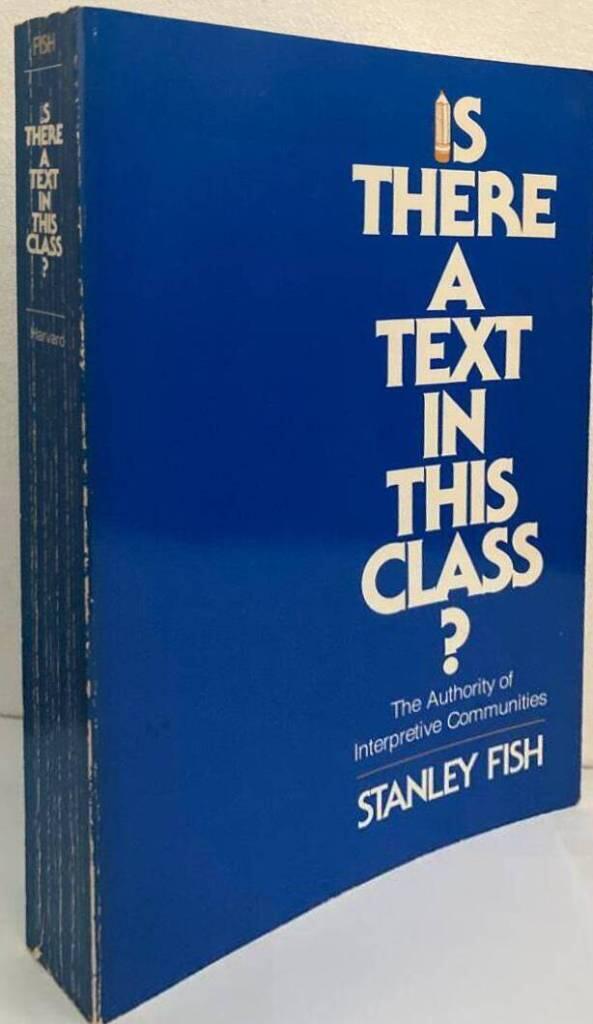 FISH
IS
THERE
A
TEXT
IN
THIS
CLASS
?
Harvard
IS
THERE
A
TEXT
IN
THIS
CLASS
?
The Authority of
Interpretive Communities
STANLEY FISH